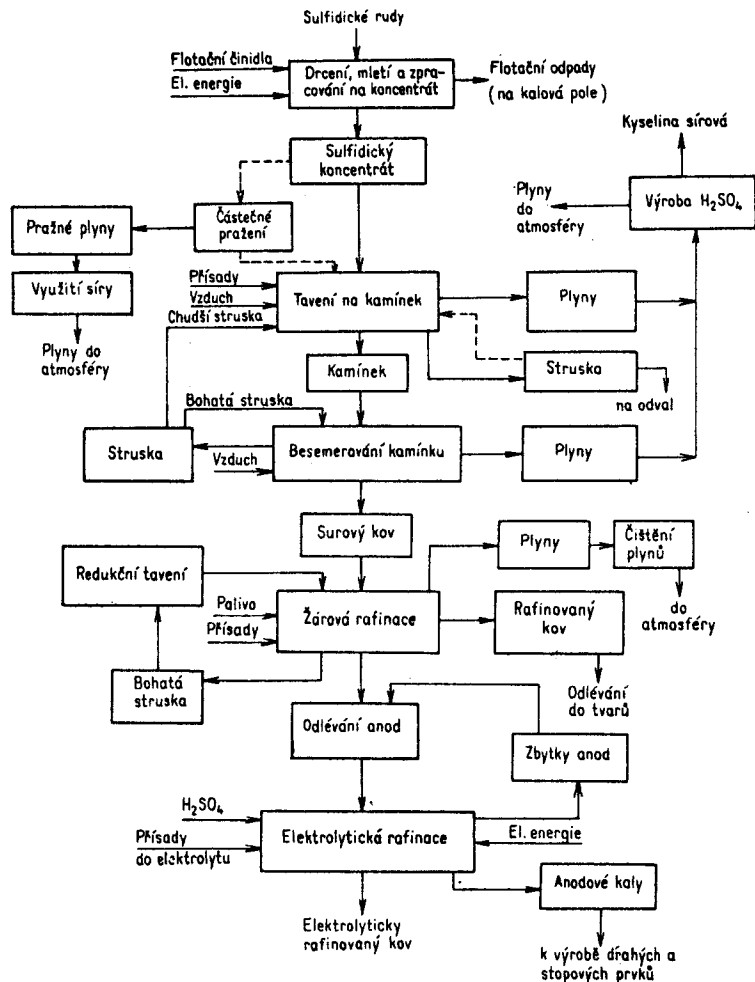 Sulfidické rudy
Flotační činidla
El. energie
Drcení, mletí a zpra-
cování na koncentrát
Flotační odpady
(na kalová pole)
Kyselina sírová
Sulfidický
koncentrát
Plyny
do
atmosféry
Výroba H₂SO₄
Pražné plyny
Částečné
pražení
Využití síry
Přísady
Vzduch
Chudší struska
Tavení na kamínek
Plyny
Plyny do
atmosféry
Kamínek
Struska
na odval
Bohatá struska
Struska
Vzduch
Besemerování kamínku
Plyny
Surový kov
Plyny
Čištění
plynů
Redukční tavení
Palivo
Přísady
Žárová rafinace
Rafinovaný
kov
do
atmosféry
Bohatá
struska
Odlévání
do tvarů
Odlévání anod
Zbytky anod
H₂SO₄
Přísady
do elektrolytu
Elektrolytická rafinace
El. energie
Anodové kaly
Elektrolyticky
rafinovaný kov
k výrobě drahých a
stopových prvků